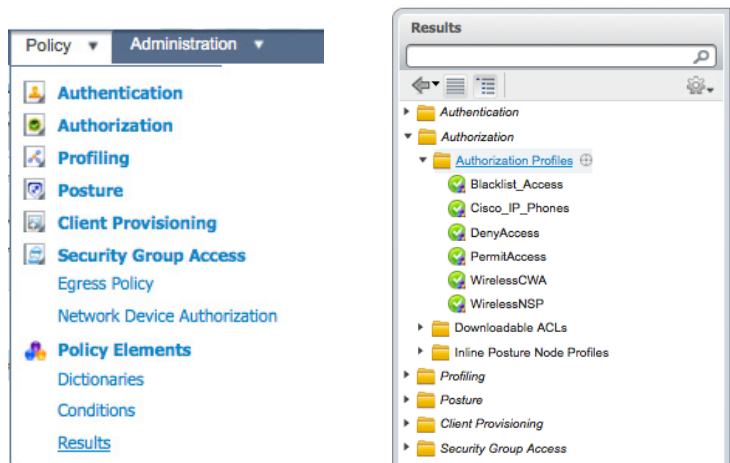 Policy ▼ Administration ▼
Authentication
Authorization
Profiling
Posture
Client Provisioning
Security Group Access
Egress Policy
Network Device Authorization
Policy Elements
Dictionaries
Conditions
Results
Results
Authentication
Authorization
Authorization Profiles
Blacklist_Access
Cisco_IP_Phones
DenyAccess
PermitAccess
WirelessCWA
WirelessNSP
Downloadable ACLs
Inline Posture Node Profiles
Profiling
Posture
Client Provisioning
Security Group Access